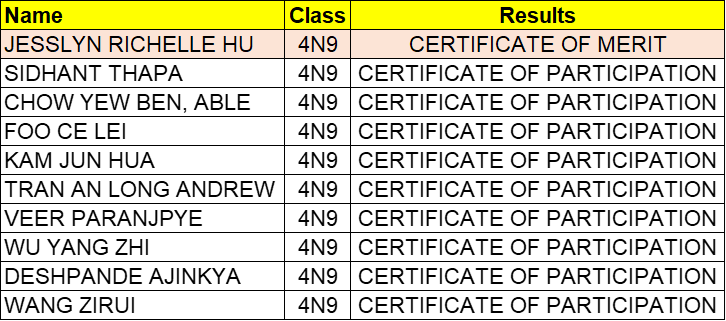 Name Class Results
JESSLYN RICHELLE HU 4N9 CERTIFICATE OF MERIT
SIDHANT THAPA 4N9 CERTIFICATE OF PARTICIPATION
CHOW YEW BEN, ABLE 4N9 CERTIFICATE OF PARTICIPATION
FOO CE LEI 4N9 CERTIFICATE OF PARTICIPATION
KAM JUN HUA 4N9 CERTIFICATE OF PARTICIPATION
TRAN AN LONG ANDREW 4N9 CERTIFICATE OF PARTICIPATION
VEER PARANJPYE 4N9 CERTIFICATE OF PARTICIPATION
WU YANG ZHI 4N9 CERTIFICATE OF PARTICIPATION
DESHPANDE AJINKYA 4N9 CERTIFICATE OF PARTICIPATION
WANG ZIRUI 4N9 CERTIFICATE OF PARTICIPATION